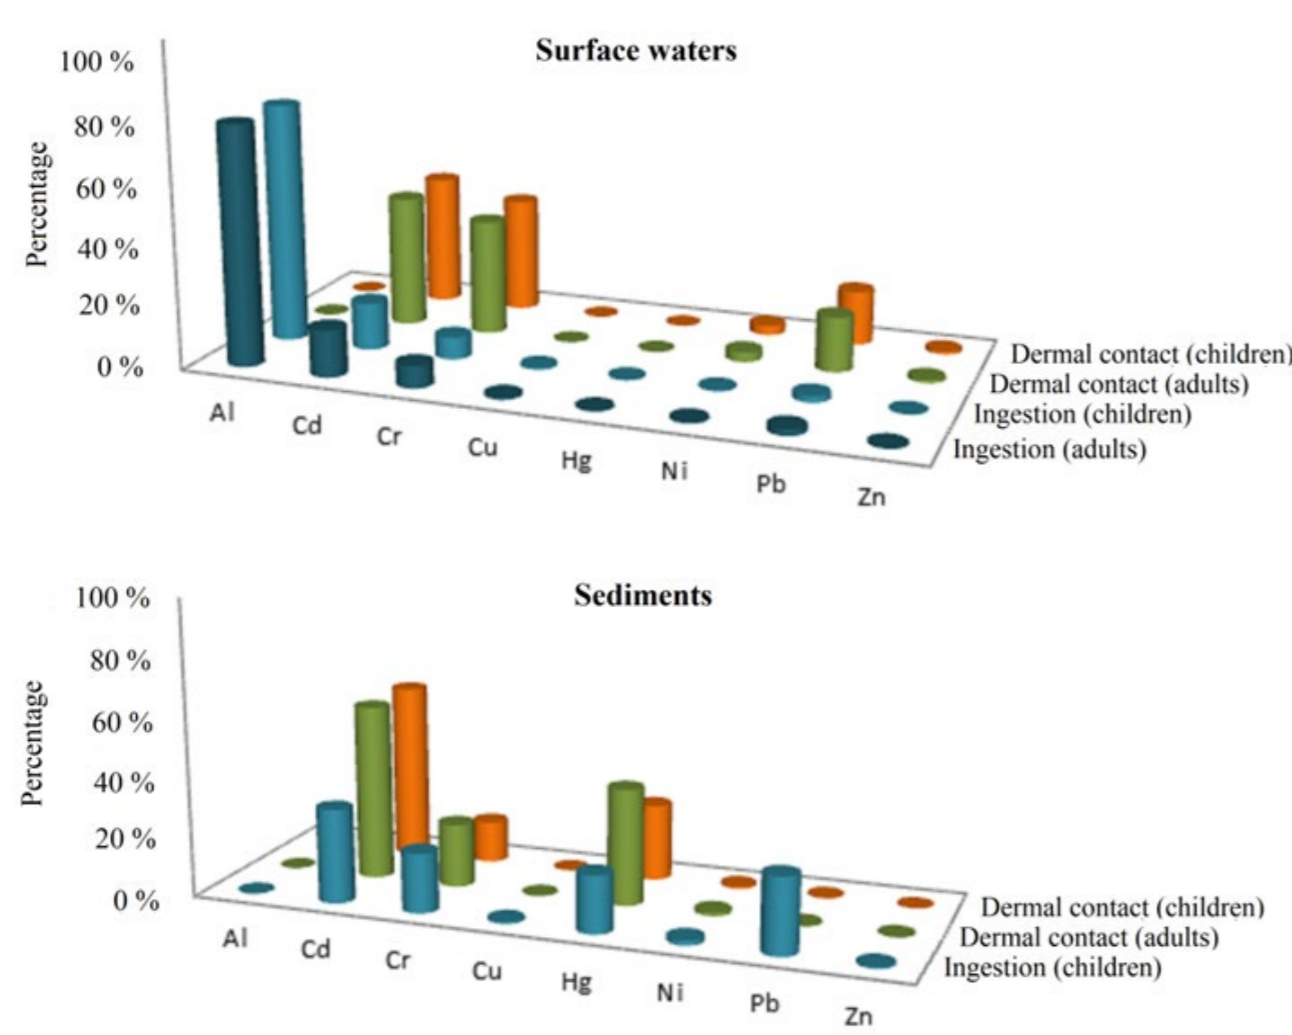 Surface waters
Percentage
100 %
80 %
60 %
40 %
20 %
0 %
Al
Cd
Cr
Cu
Hg
Ni
Pb
Zn
Dermal contact (children)
Dermal contact (adults)
Ingestion (children)
Ingestion (adults)
Sediments
Percentage
100 %
80 %
60 %
40 %
20 %
0 %
Al
Cd
Cr
Cu
Hg
Ni
Pb
Zn
Dermal contact (children)
Dermal contact (adults)
Ingestion (children)